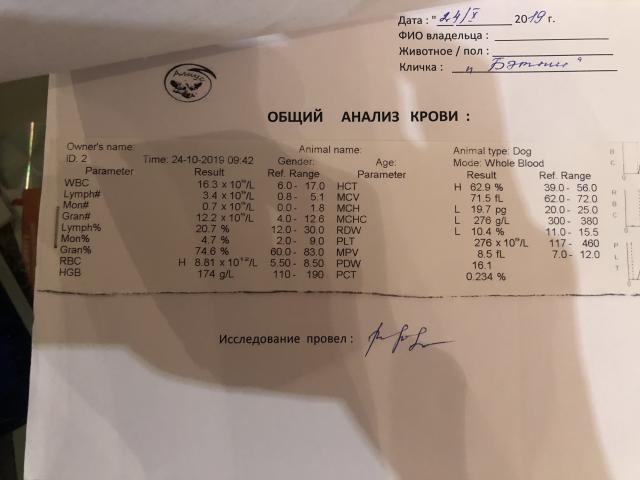 Дата : " 24/X 2019 г.
ФИО владельца :
Животное / пол :
Кличка : „ Бэтти "
Алиус
ОБЩИЙ АНАЛИЗ КРОВИ :
Owner's name: Animal name: Animal type: Dog
ID: 2 Time: 24-10-2019 09:42 Gender: Age: Mode: Whole Blood
Parameter Result Ref. Range Parameter Result Ref. Range
WBC 16.3 x 10⁹/L 6.0 - 17.0 HCT H 62.9 % 39.0 - 56.0
Lymph# 3.4 x 10⁹/L 0.8 - 5.1 MCV 71.5 fL 62.0 - 72.0
Mon# 0.7 x 10⁹/L 0.0 - 1.8 MCH L 19.7 pg 20.0 - 25.0
Gran# 12.2 x 10⁹/L 4.0 - 12.6 MCHC L 276 g/L 300 - 380
Lymph% 20.7 % 12.0 - 30.0 RDW L 10.4 % 11.0 - 15.5
Mon% 4.7 % 2.0 - 9.0 PLT 276 x 10⁹/L 117 - 460
Gran% 74.6 % 60.0 - 83.0 MPV 8.5 fL 7.0 - 12.0
RBC H 8.81 x 10¹²/L 5.50 - 8.50 PDW 16.1
HGB 174 g/L 110 - 190 PCT 0.234 %
B
C
R
B
C
P
L
T
Исследование провел :